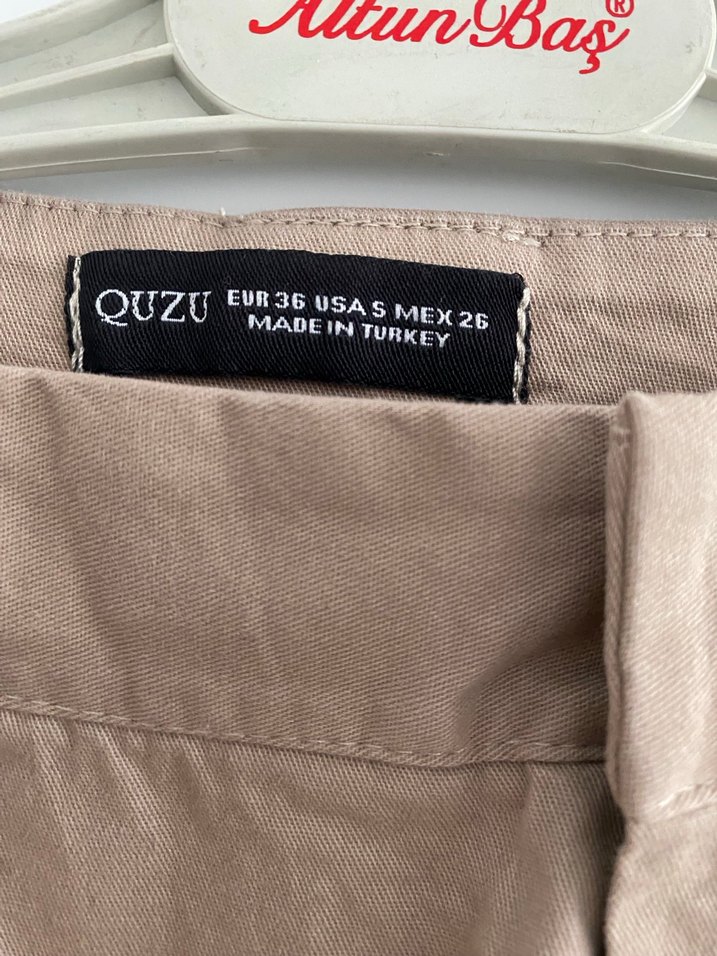 Altun Baş®
QUZU EUR 36 USA S MEX 26
MADE IN TURKEY